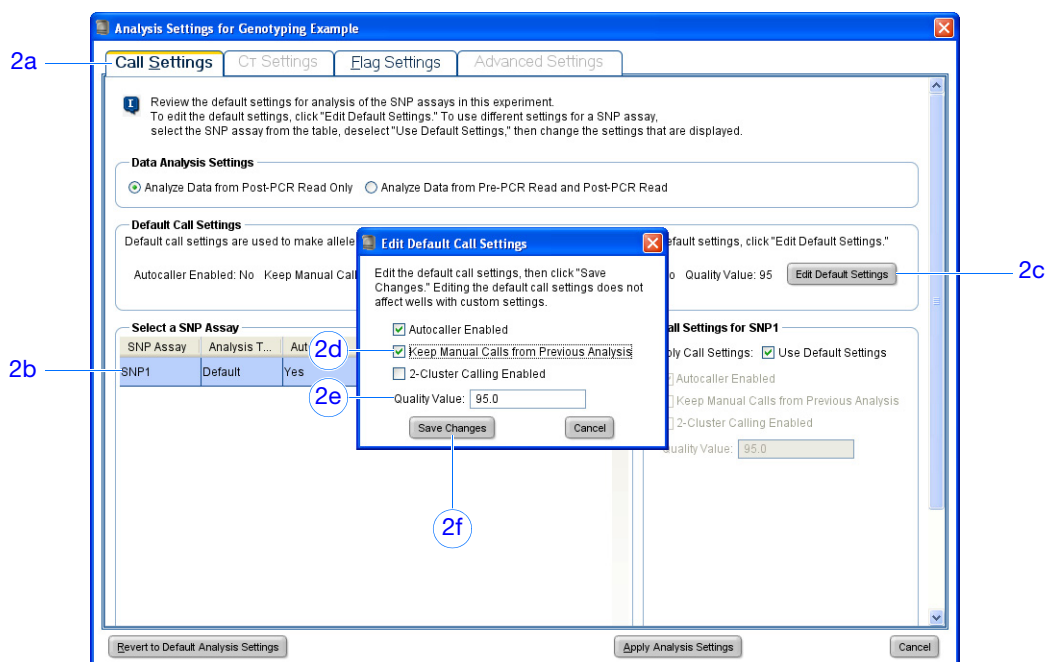 Analysis Settings for Genotyping Example
2a
Call Settings
CT Settings
Flag Settings
Advanced Settings
Review the default settings for analysis of the SNP assays in this experiment.
To edit the default settings, click "Edit Default Settings." To use different settings for a SNP assay,
select the SNP assay from the table, deselect "Use Default Settings," then change the settings that are displayed.
Data Analysis Settings
Analyze Data from Post-PCR Read Only
Analyze Data from Pre-PCR Read and Post-PCR Read
Default Call Settings
Default call settings are used to make allele
default settings, click "Edit Default Settings."
Autocaller Enabled: No Keep Manual Call
Quality Value: 95
Edit Default Settings
2c
Edit Default Call Settings
Edit the default call settings, then click "Save
Changes." Editing the default call settings does not
affect wells with custom settings.
Autocaller Enabled
2d
Keep Manual Calls from Previous Analysis
2-Cluster Calling Enabled
2e
Quality Value: 95.0
Save Changes
Cancel
2f
Select a SNP Assay
SNP Assay
Analysis T...
Aut
2b
SNP1
Default
Yes
Call Settings for SNP1
Call Settings:
Use Default Settings
Autocaller Enabled
Keep Manual Calls from Previous Analysis
2-Cluster Calling Enabled
Quality Value: 95.0
Revert to Default Analysis Settings
Apply Analysis Settings
Cancel